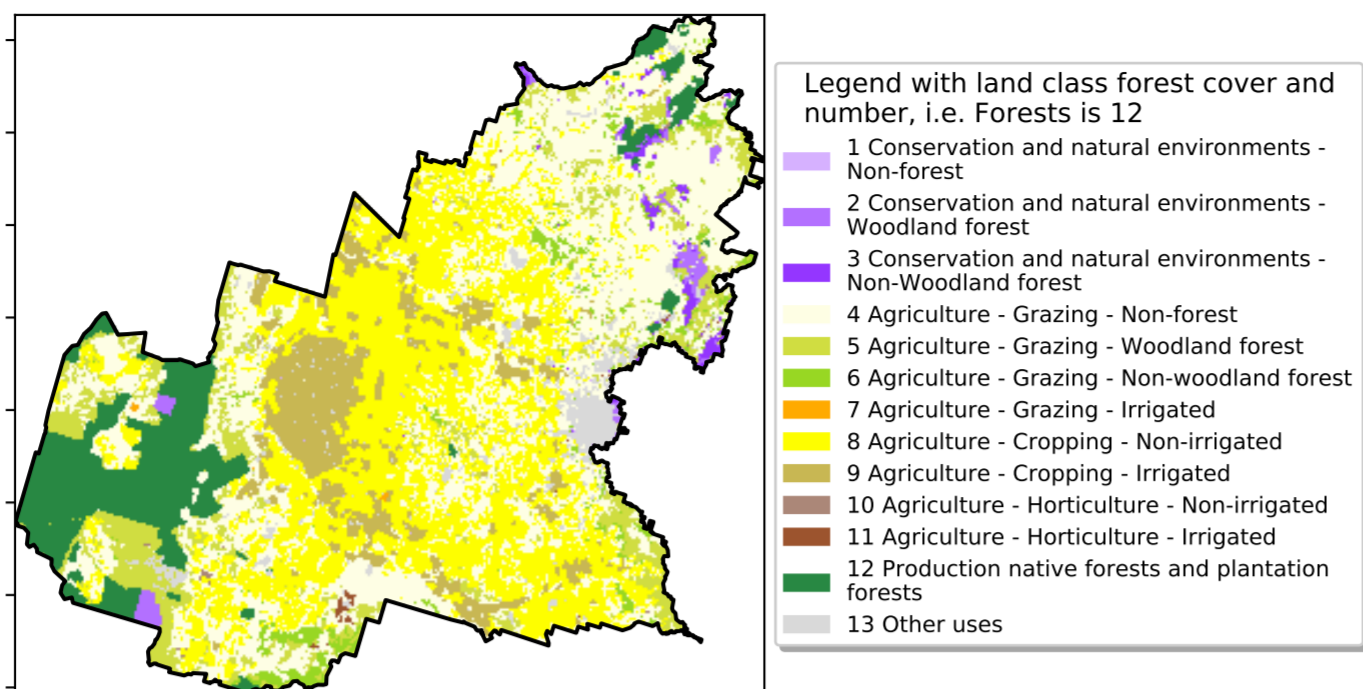 Legend with land class forest cover and
number, i.e. Forests is 12
1 Conservation and natural environments -
Non-forest
2 Conservation and natural environments -
Woodland forest
3 Conservation and natural environments -
Non-Woodland forest
4 Agriculture - Grazing - Non-forest
5 Agriculture - Grazing - Woodland forest
6 Agriculture - Grazing - Non-woodland forest
7 Agriculture - Grazing - Irrigated
8 Agriculture - Cropping - Non-irrigated
9 Agriculture - Cropping - Irrigated
10 Agriculture - Horticulture - Non-irrigated
11 Agriculture - Horticulture - Irrigated
12 Production native forests and plantation
forests
13 Other uses